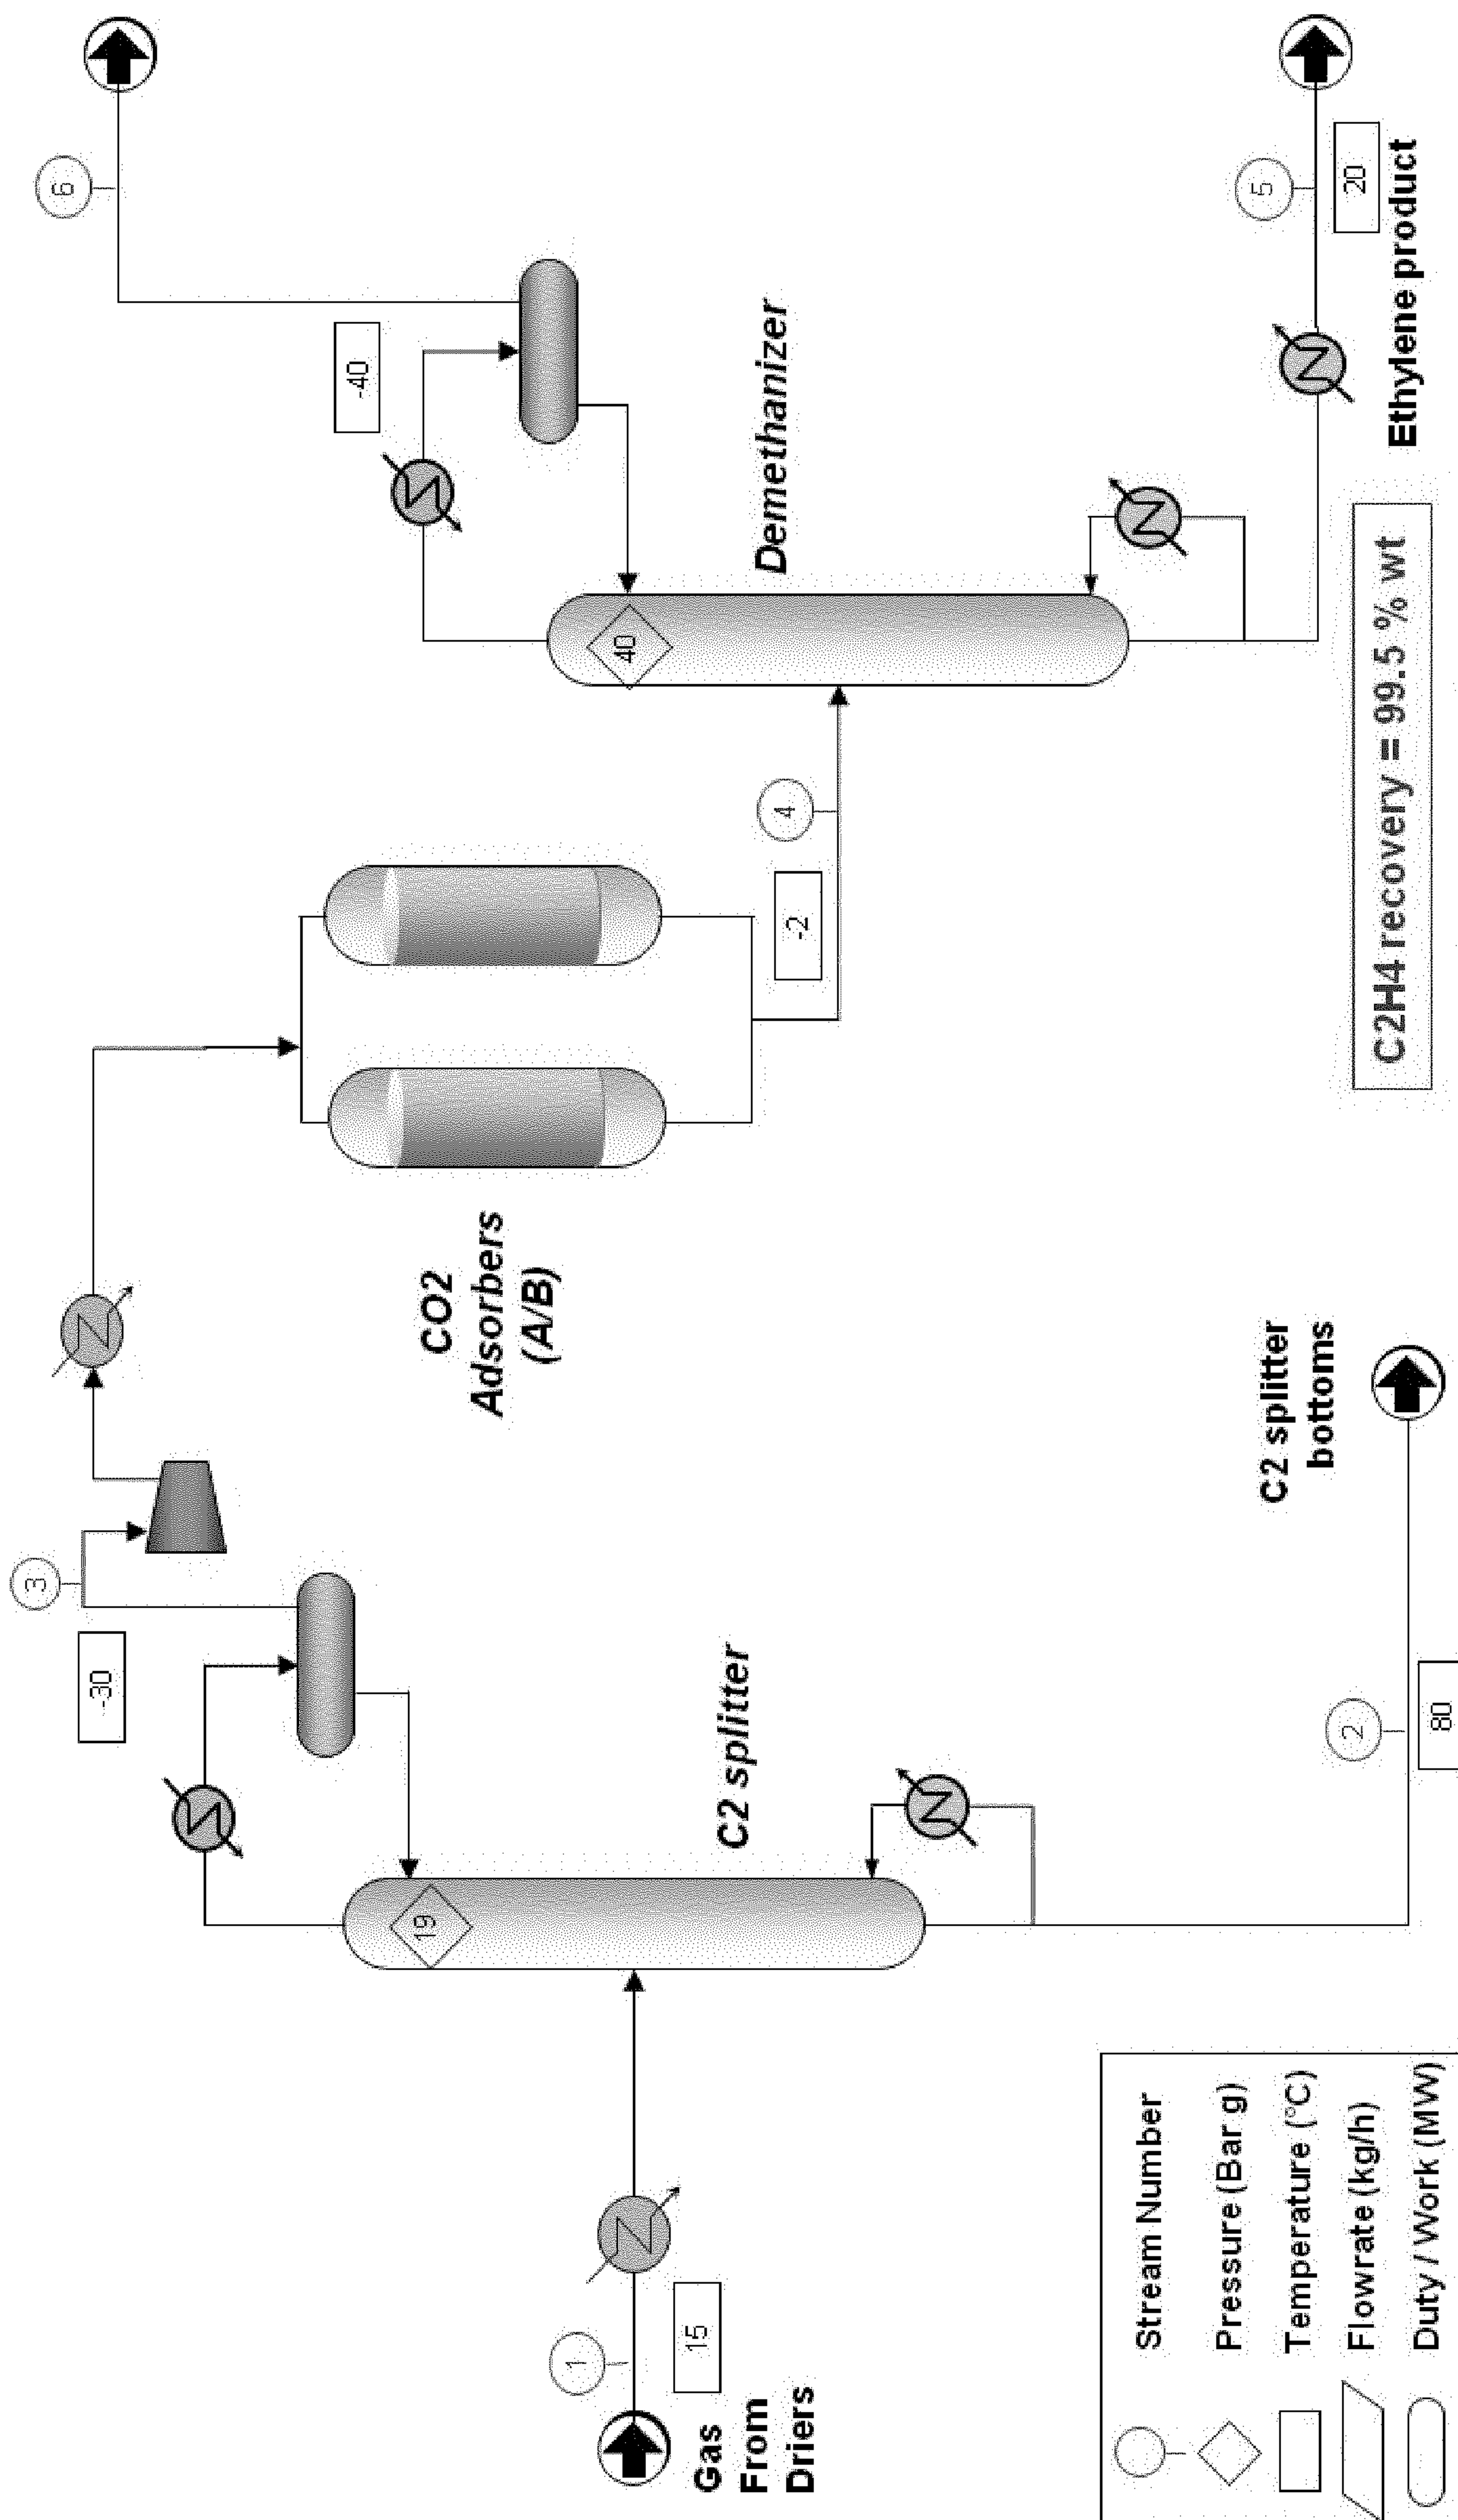 1
15
Gas
From
Driers
19
C2 splitter
-30
3
2
80
C2 splitter
bottoms
CO2
Adsorbers
(A/B)
4
-2
40
Demethanizer
-40
6
5
20
Ethylene product
C2H4 recovery = 99.5 % wt
Stream Number
Pressure (Bar g)
Temperature (°C)
Flowrate (kg/h)
Duty / Work (MW)